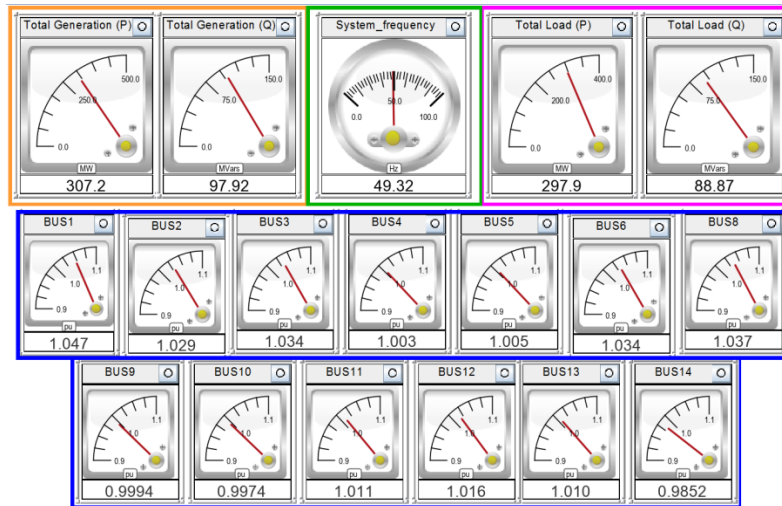 Total Generation (P)
Total Generation (Q)
System_frequency
Total Load (P)
Total Load (Q)
0.0
250.0
500.0
MW
307.2
0.0
75.0
150.0
MVars
97.92
0.0
50.0
100.0
Hz
49.32
0.0
200.0
400.0
MW
297.9
0.0
75.0
150.0
MVars
88.87
BUS1
0.9
1.0
1.1
pu
1.047
BUS2
0.9
1.0
1.1
pu
1.029
BUS3
0.9
1.0
1.1
pu
1.034
BUS4
0.9
1.0
1.1
pu
1.003
BUS5
0.9
1.0
1.1
pu
1.005
BUS6
0.9
1.0
1.1
pu
1.034
BUS8
0.9
1.0
1.1
pu
1.037
BUS9
0.9
1.0
1.1
pu
0.9994
BUS10
0.9
1.0
1.1
pu
0.9974
BUS11
0.9
1.0
1.1
pu
1.011
BUS12
0.9
1.0
1.1
pu
1.016
BUS13
0.9
1.0
1.1
pu
1.010
BUS14
0.9
1.0
1.1
pu
0.9852